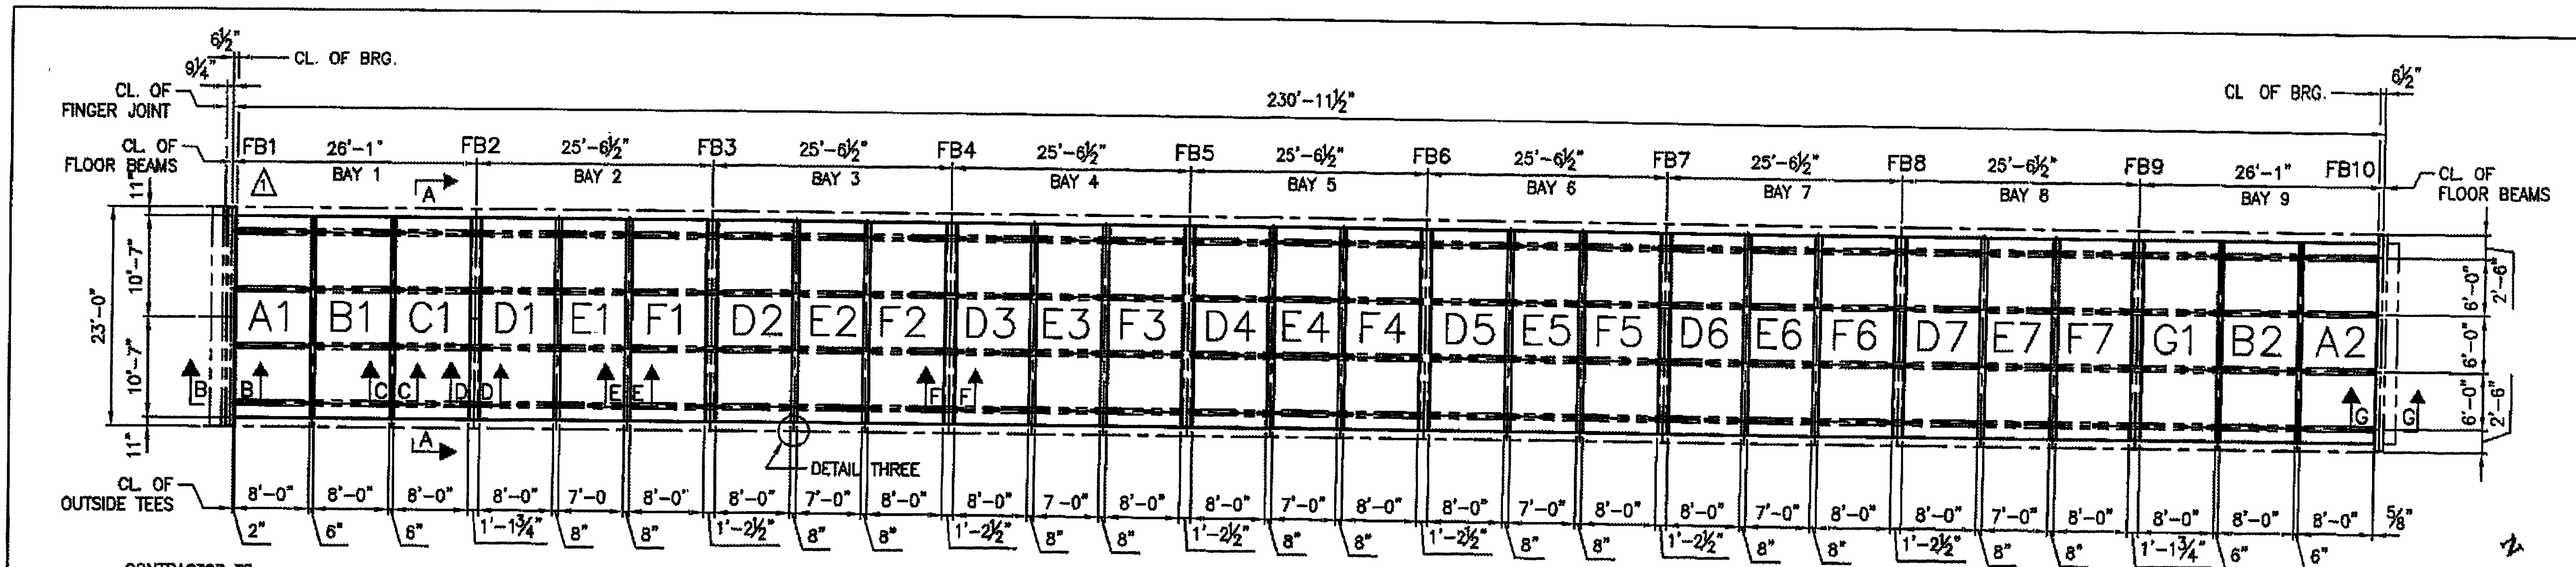 6½"
CL. OF BRG.
9¼"
CL. OF
FINGER JOINT
230'-11½"
CL OF BRG.
6½"
CL. OF
FLOOR BEAMS
FB1
26'-1"
BAY 1
FB2
25'-6½"
BAY 2
FB3
25'-6½"
BAY 3
FB4
25'-6½"
BAY 4
FB5
25'-6½"
BAY 5
FB6
25'-6½"
BAY 6
FB7
25'-6½"
BAY 7
FB8
25'-6½"
BAY 8
FB9
26'-1"
BAY 9
FB10
CL. OF
FLOOR BEAMS
1
A
11"
10'-7"
23'-0"
10'-7"
11"
A1 B1 C1 D1 E1 F1 D2 E2 F2 D3 E3 F3 D4 E4 F4 D5 E5 F5 D6 E6 F6 D7 E7 F7 G1 B2 A2
6'-0"
2'-6"
6'-0"
6'-0"
2'-6"
B B C C D D E E F F G G
A
DETAIL THREE
CL. OF
OUTSIDE TEES
8'-0" 8'-0" 8'-0" 8'-0" 7'-0 8'-0" 8'-0" 7'-0" 8'-0" 8'-0" 7-0" 8'-0" 8'-0" 7'-0" 8'-0" 8'-0" 7'-0" 8'-0" 8'-0" 7'-0" 8'-0" 8'-0" 7'-0" 8'-0" 8'-0" 8'-0" 8'-0" ⅝"
2" 6" 6" 1'-1¾" 8" 8" 1'-2½" 8" 8" 1'-2½" 8" 8" 1'-2½" 8" 8" 1'-2½" 8" 8" 1'-2½" 8" 8" 1'-2½" 8" 8" 1'-1¾" 6" 6"
N
CONTRACTOR TO